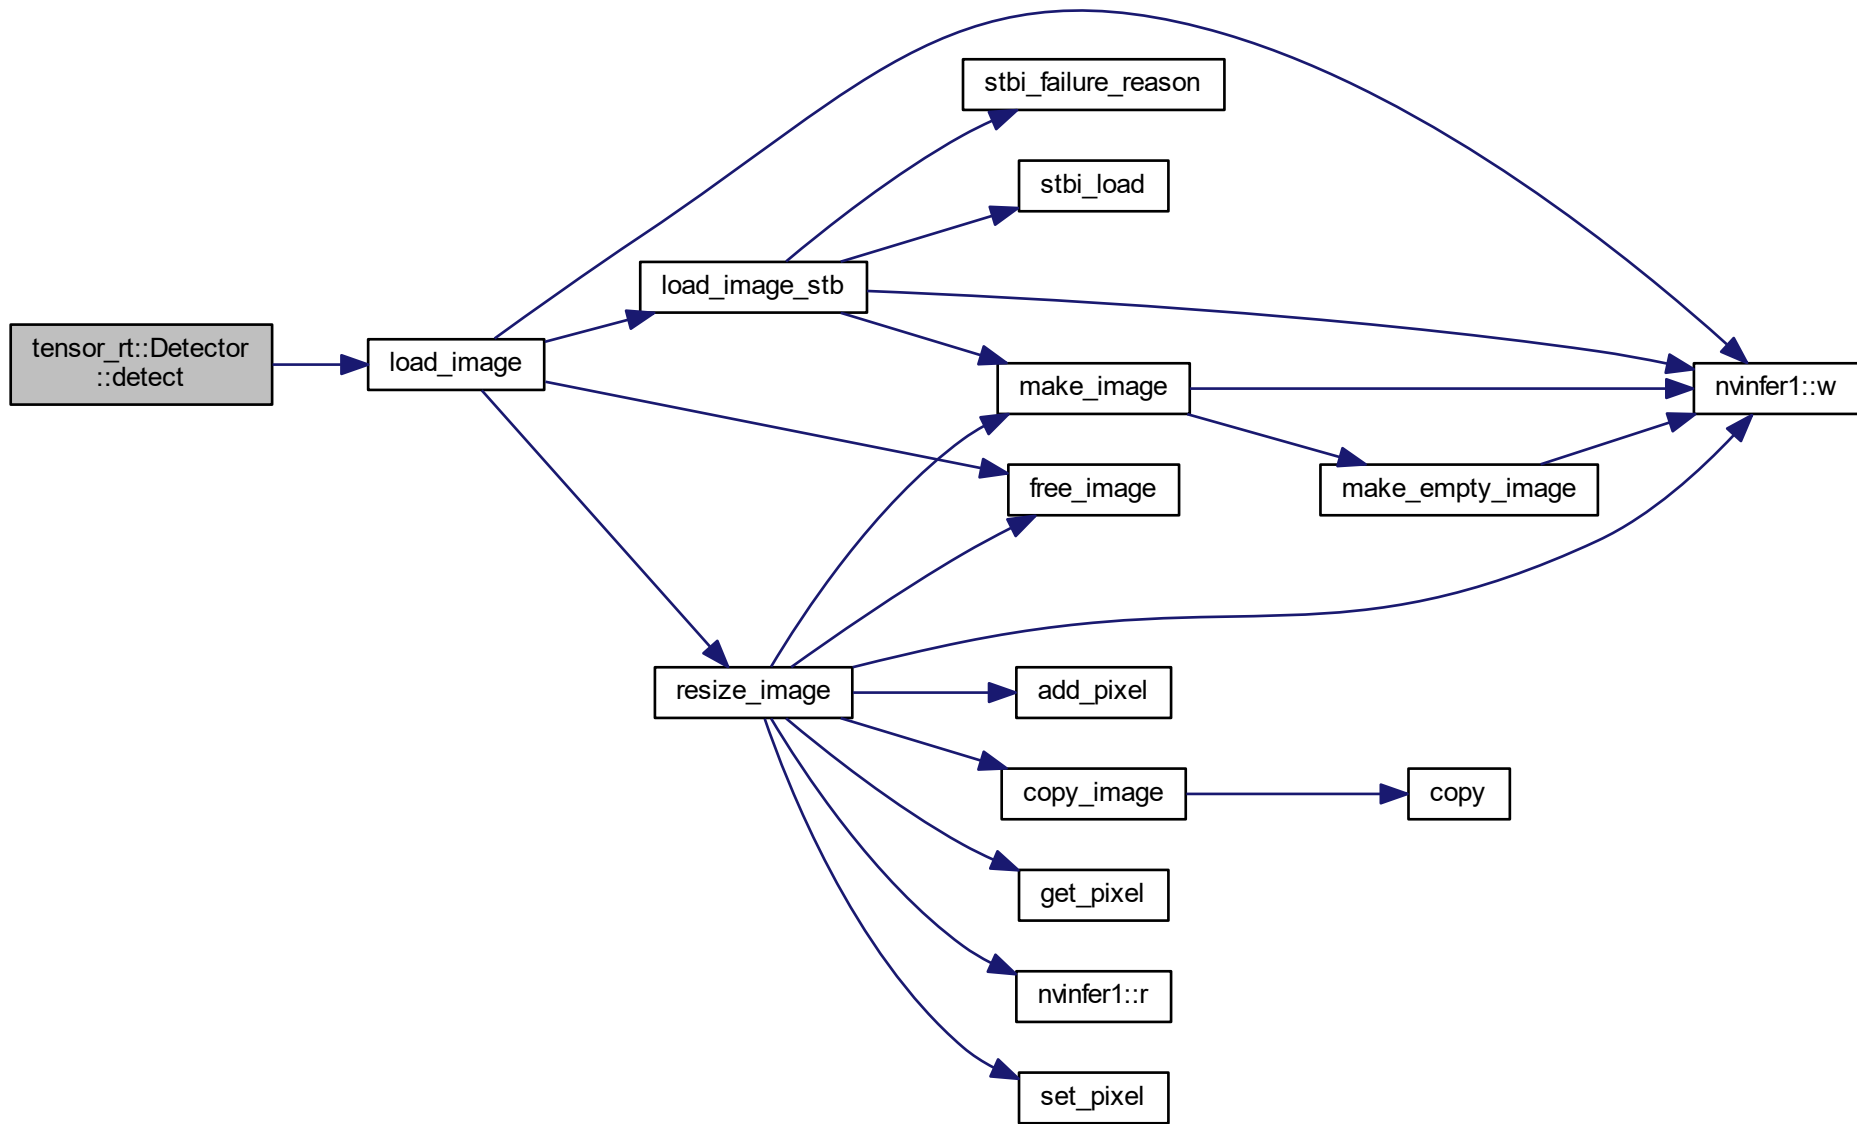 stbi_failure_reason
stbi_load
load_image_stb
tensor_rt::Detector
::detect
load_image
make_image
nvinfer1::w
free_image
make_empty_image
resize_image
add_pixel
copy_image
copy
get_pixel
nvinfer1::r
set_pixel